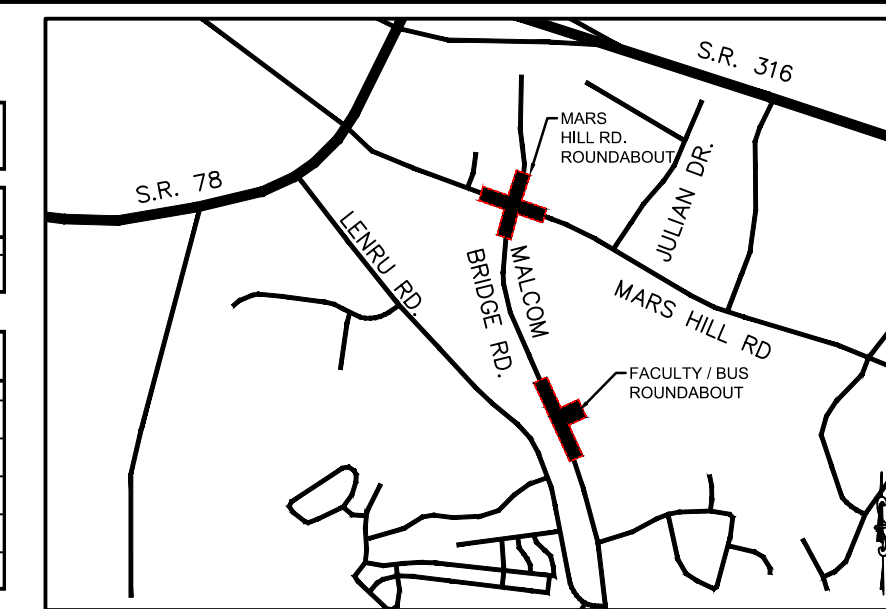 S.R. 316
MARS
HILL RD.
ROUNDABOUT
JULIAN DR.
S.R. 78
LENRU RD.
MALCOM
BRIDGE RD.
MARS HILL RD
FACULTY / BUS
ROUNDABOUT